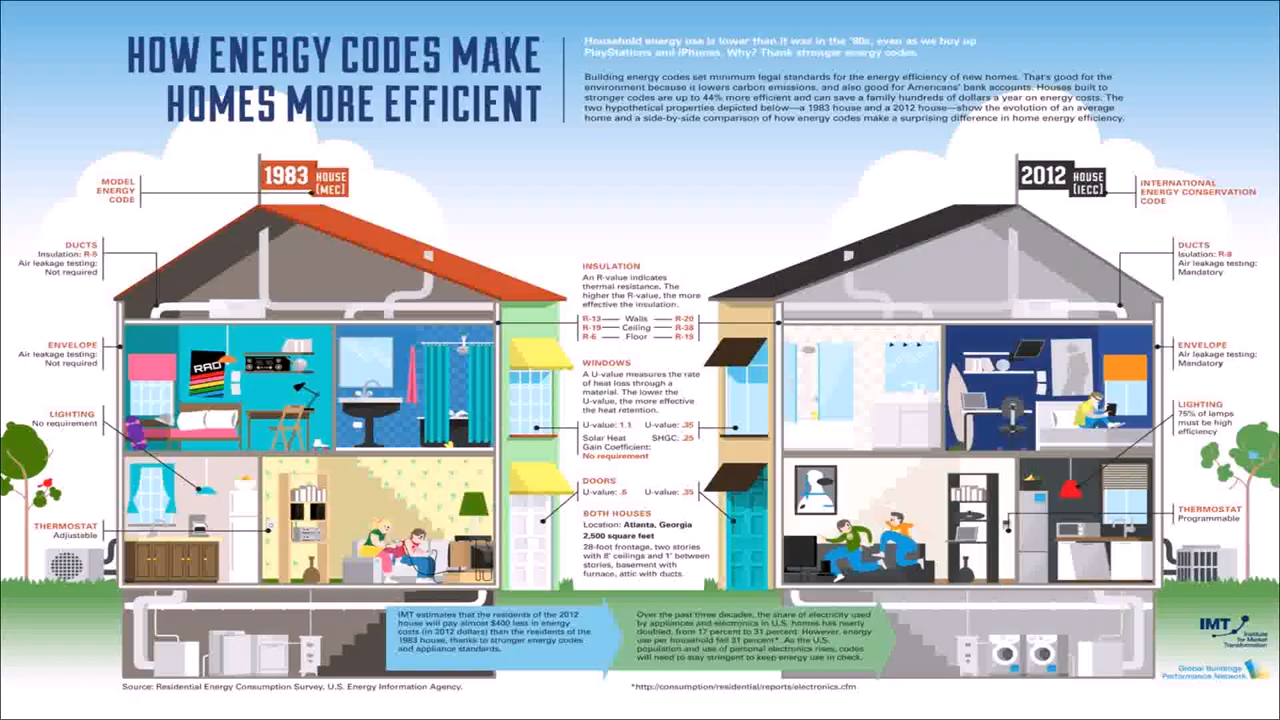 HOW ENERGY CODES MAKE
HOMES MORE EFFICIENT
Household energy use is lower than it was in the '80s, even as we buy up
PlayStations and iPhones. Why? Thank stronger energy codes.
Building energy codes set minimum legal standards for the energy efficiency of new homes. That's good for the
environment because it lowers carbon emissions, and also good for Americans' bank accounts. Houses built to
stronger codes are up to 44% more efficient and can save a family hundreds of dollars a year on energy costs. The
two hypothetical properties depicted below—a 1983 house and a 2012 house—show the evolution of an average
home and a side-by-side comparison of how energy codes make a surprising difference in home energy efficiency.
1983 HOUSE
[MEC]
MODEL
ENERGY
CODE
DUCTS
Insulation: R-5
Air leakage testing:
Not required
ENVELOPE
Air leakage testing:
Not required
LIGHTING
No requirement
THERMOSTAT
Adjustable
RAD
INSULATION
An R-value indicates
thermal resistance. The
higher the R-value, the more
effective the insulation.
R-13 Walls R-20
R-19 Ceiling R-38
R-6 Floor R-19
WINDOWS
A U-value measures the rate
of heat loss through a
material. The lower the
U-value, the more effective
the heat retention.
U-value: 1.1 U-value: .35
Solar Heat SHGC: .25
Gain Coefficient:
No requirement
DOORS
U-value: .5 U-value: .35
BOTH HOUSES
Location: Atlanta, Georgia
2,500 square feet
28-foot frontage, two stories
with 8' ceilings and 1' between
stories, basement with
furnace, attic with ducts.
2012 HOUSE
[IECC]
INTERNATIONAL
ENERGY CONSERVATION
CODE
DUCTS
Isulation: R-8
Air leakage testing:
Mandatory
ENVELOPE
Air leakage testing:
Mandatory
LIGHTING
75% of lamps
must be high
efficiency
THERMOSTAT
Programmable
IMT estimates that the residents of the 2012
house will pay almost $400 less in energy
costs (in 2012 dollars) than the residents of the
1983 house, thanks to stronger energy codes
and appliance standards.
Over the past three decades, the share of electricity used
by appliances and electronics in U.S. homes has nearly
doubled, from 17 percent to 31 percent. However, energy
use per household fell 31 percent*. As the U.S.
population and use of personal electronics rises, codes
will need to stay stringent to keep energy use in check.
IMT
Institute
for Market
Transformation
Global Buildings
Performance Network
Source: Residential Energy Consumption Survey, U.S. Energy Information Agency.
*http://consumption/residential/reports/electronics.cfm